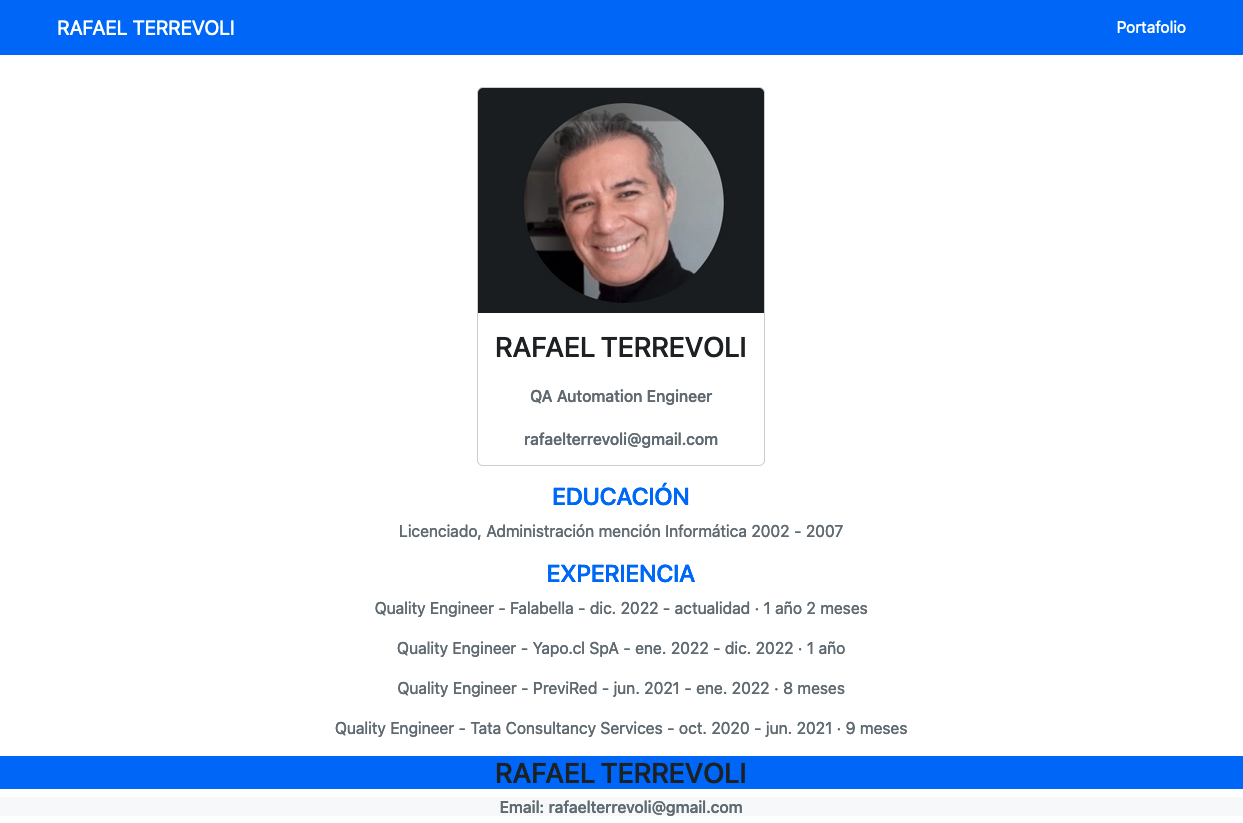 RAFAEL TERREVOLI
Portafolio
RAFAEL TERREVOLI
QA Automation Engineer
rafaelterrevoli@gmail.com
EDUCACIÓN
Licenciado, Administración mención Informática 2002 - 2007
EXPERIENCIA
Quality Engineer - Falabella - dic. 2022 - actualidad · 1 año 2 meses
Quality Engineer - Yapo.cl SpA - ene. 2022 - dic. 2022 · 1 año
Quality Engineer - PreviRed - jun. 2021 - ene. 2022 · 8 meses
Quality Engineer - Tata Consultancy Services - oct. 2020 - jun. 2021 · 9 meses
RAFAEL TERREVOLI
Email: rafaelterrevoli@gmail.com